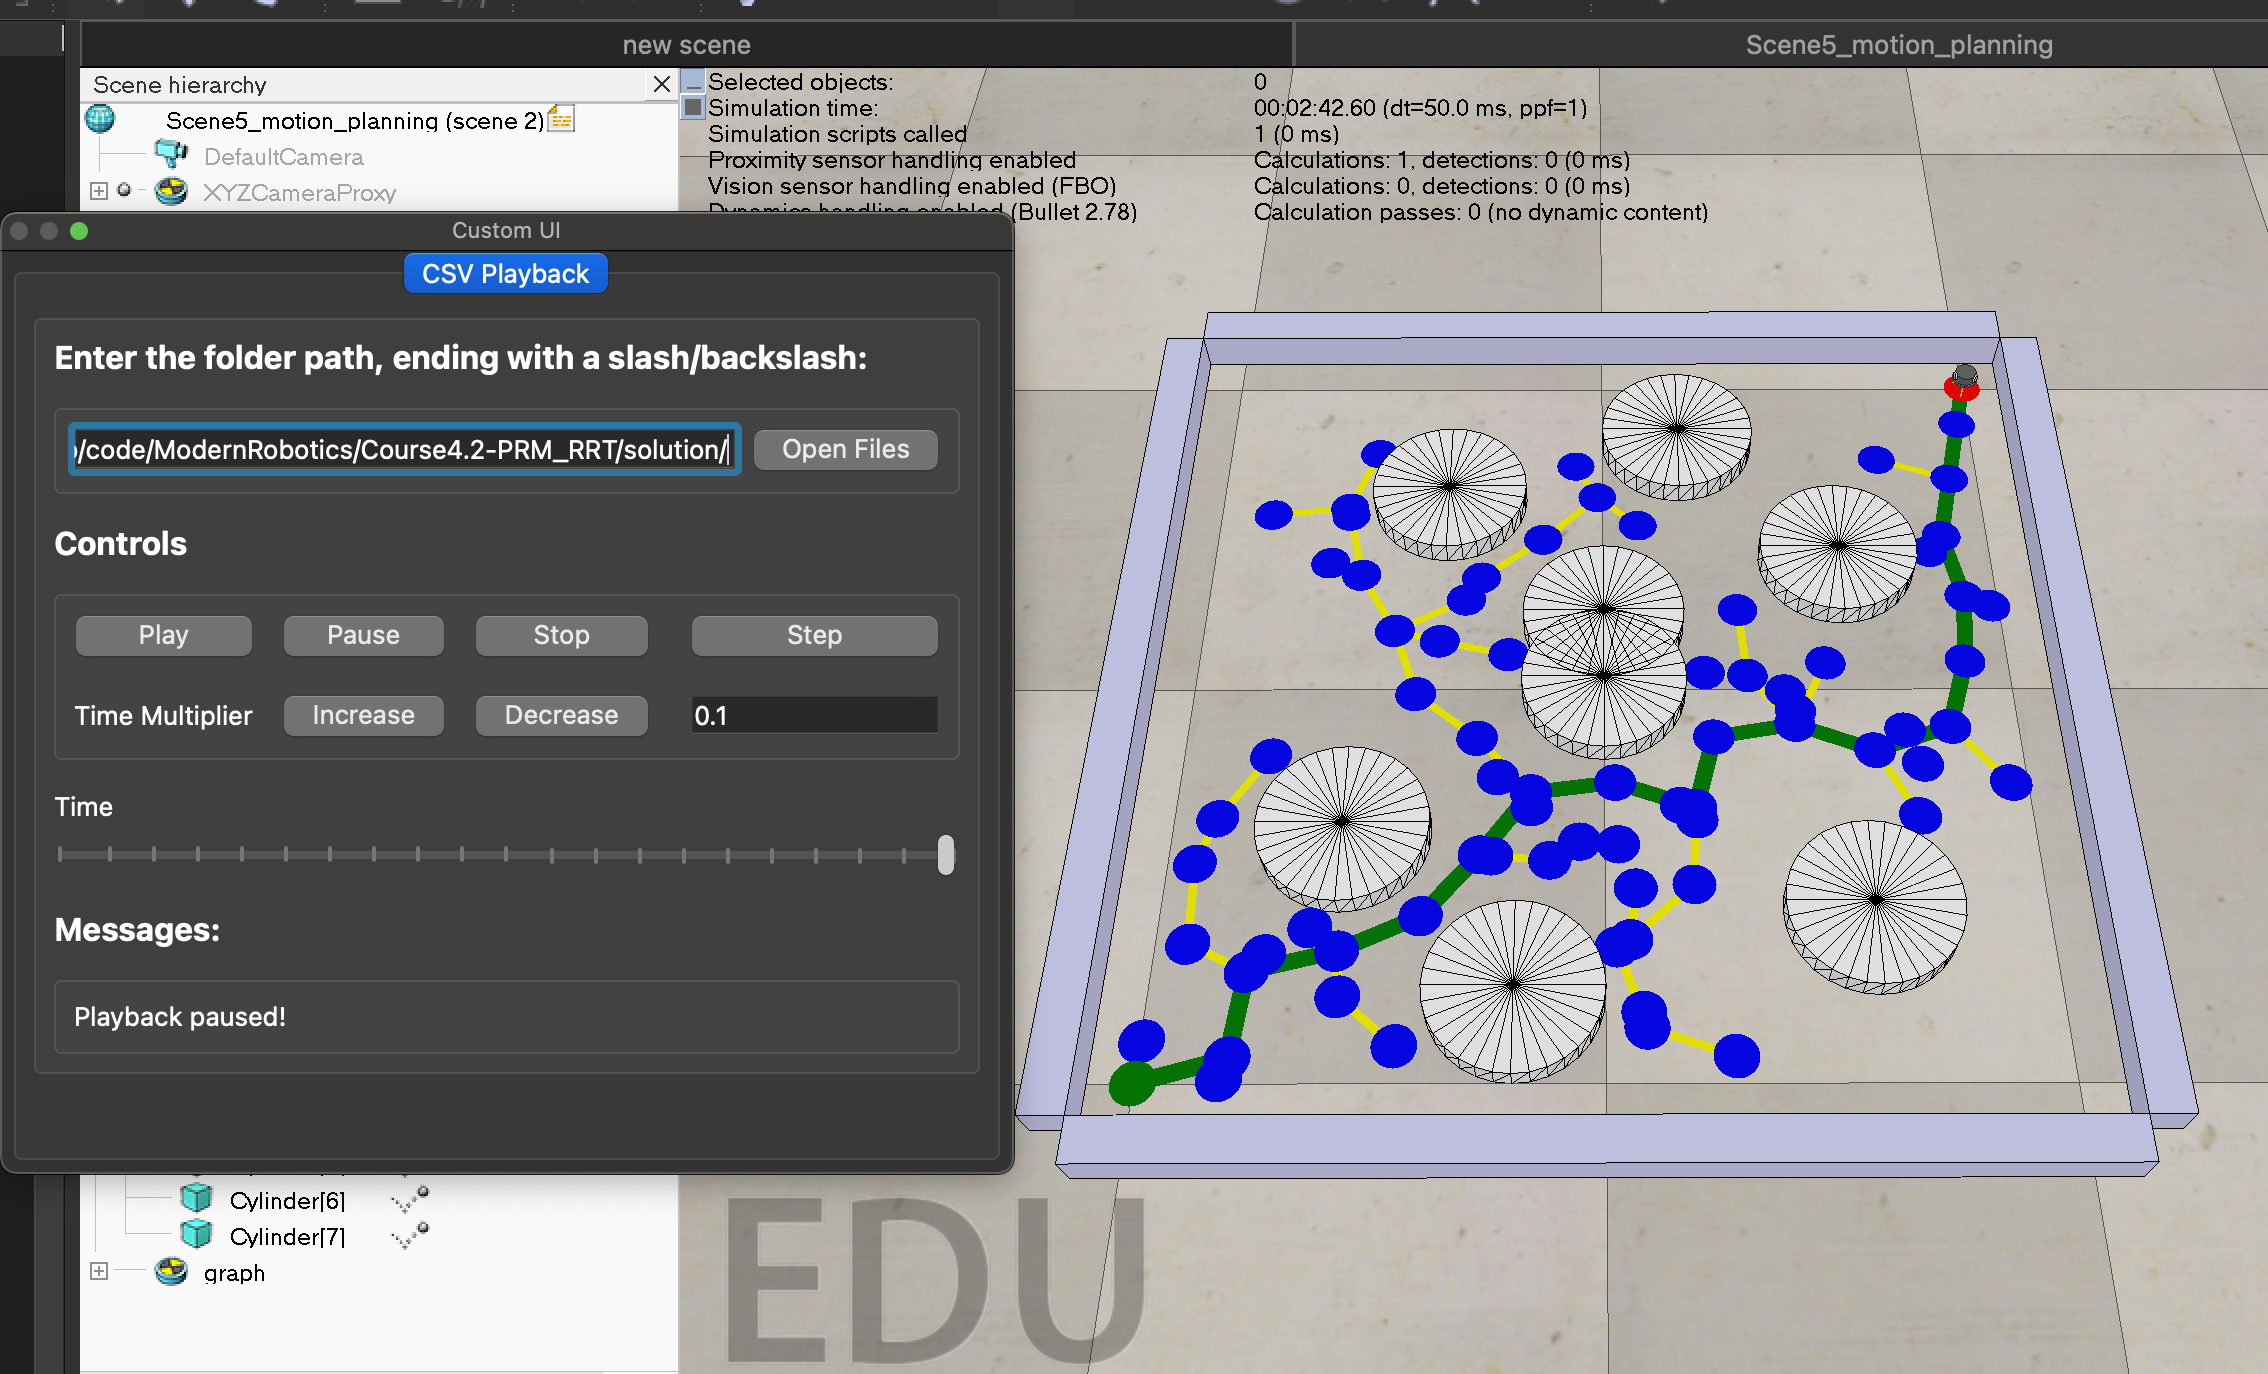 new scene
Scene5_motion_planning
Scene hierarchy
Scene5_motion_planning (scene 2)
DefaultCamera
XYZCameraProxy
Selected objects: 0
Simulation time: 00:02:42.60 (dt=50.0 ms, ppf=1)
Simulation scripts called 1 (0 ms)
Proximity sensor handling enabled Calculations: 1, detections: 0 (0 ms)
Vision sensor handling enabled (FBO) Calculations: 0, detections: 0 (0 ms)
Dynamics handling enabled (Bullet 2.78) Calculation passes: 0 (no dynamic content)
Custom UI
CSV Playback
Enter the folder path, ending with a slash/backslash:
/code/ModernRobotics/Course4.2-PRM_RRT/solution/
Open Files
Controls
Play Pause Stop Step
Time Multiplier Increase Decrease 0.1
Time
Messages:
Playback paused!
Cylinder[6]
Cylinder[7]
graph
EDU